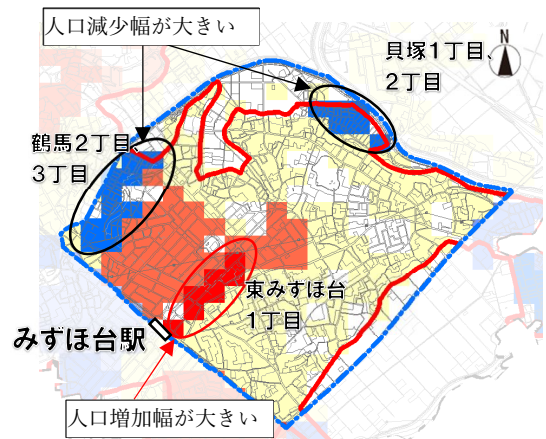 人口減少幅が大きい
貝塚1丁目、
2丁目
N
鶴馬2丁目、
3丁目
東みずほ台
1丁目
みずほ台駅
人口増加幅が大きい